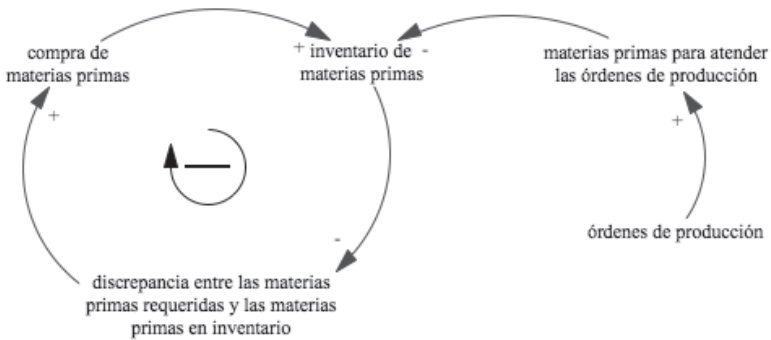 compra de
materias primas
+ inventario de -
materias primas
materias primas para atender
las órdenes de producción
+
+
órdenes de producción
-
discrepancia entre las materias
primas requeridas y las materias
primas en inventario